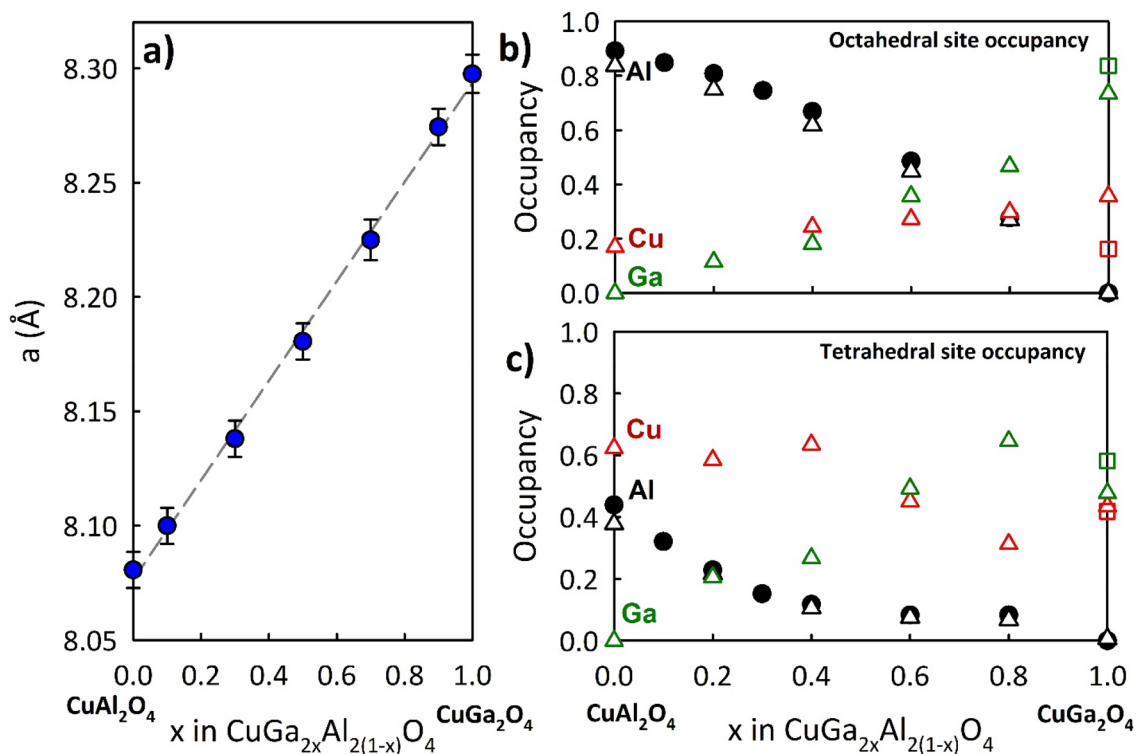 a)
8.30
8.25
8.20
8.15
8.10
8.05
a (Å)
0.0 0.2 0.4 0.6 0.8 1.0
CuAl2O4 CuGa2O4
x in CuGa2xAl2(1-x)O4
b)
Octahedral site occupancy
1.0
0.8
0.6
0.4
0.2
0.0
Occupancy
Al
Cu
Ga
c)
Tetrahedral site occupancy
1.0
0.8
0.6
0.4
0.2
0.0
Occupancy
Cu
Al
Ga
0.0 0.2 0.4 0.6 0.8 1.0
CuAl2O4 CuGa2O4
x in CuGa2xAl2(1-x)O4